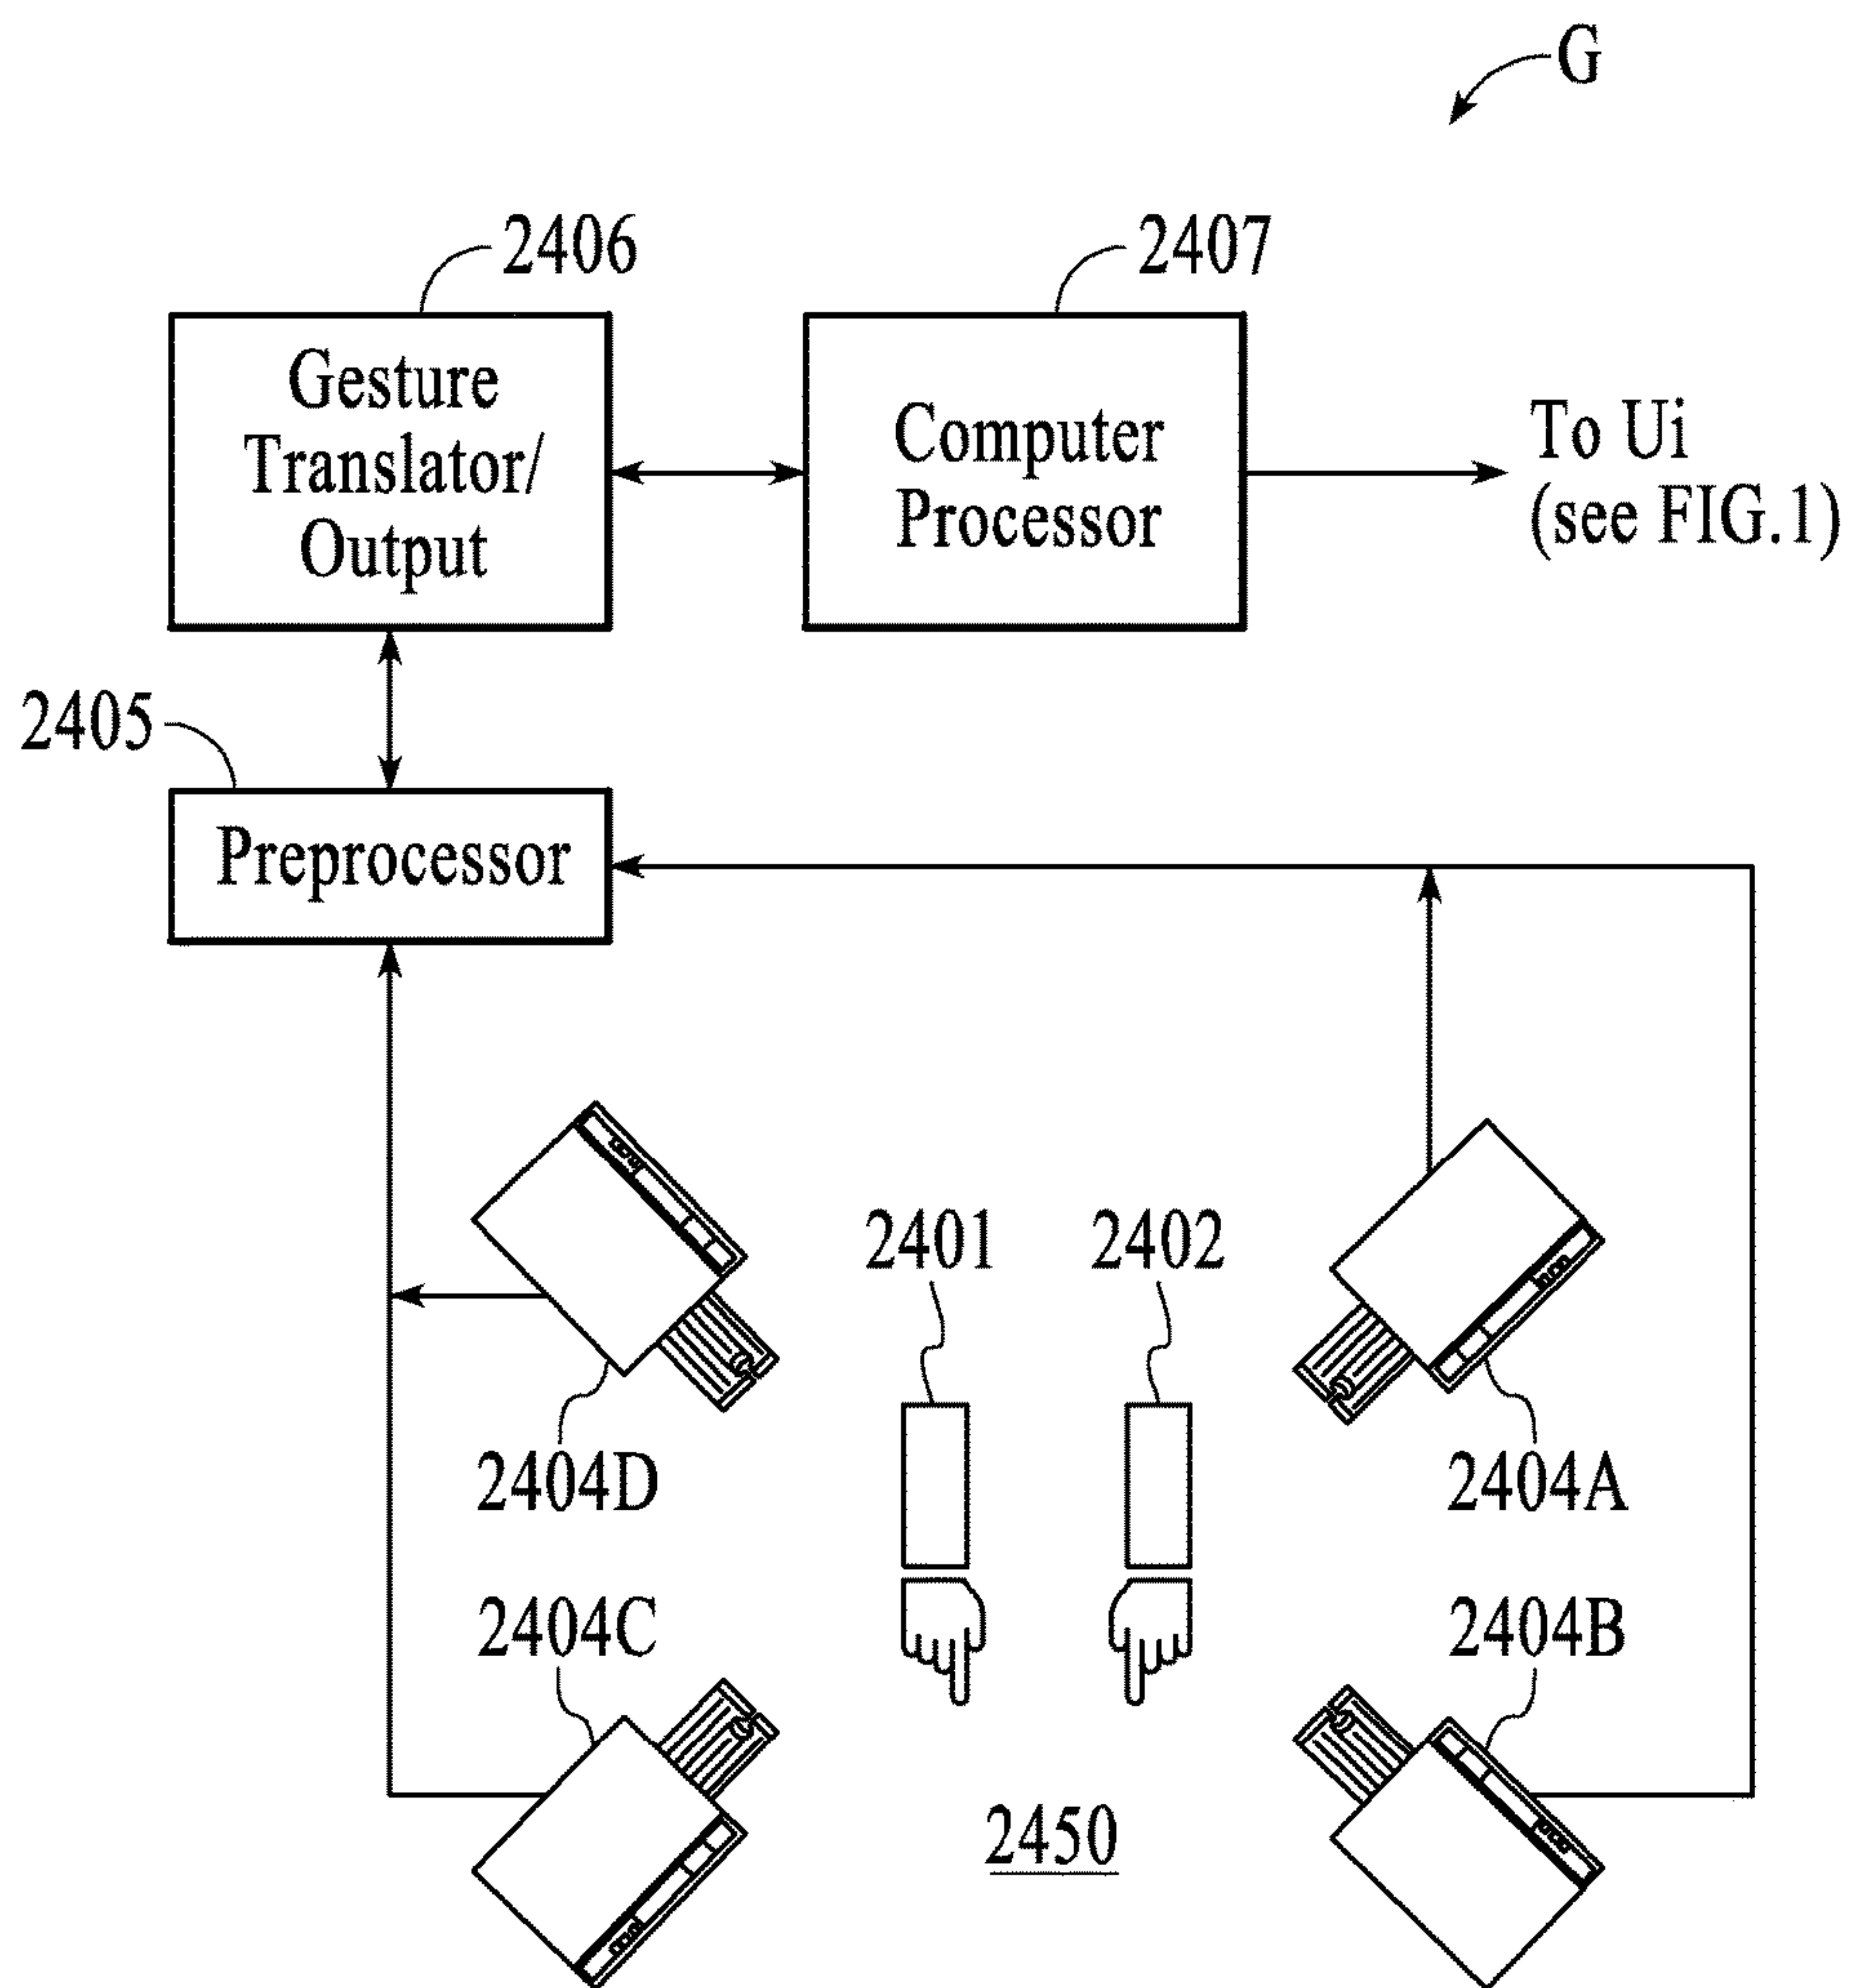 G
2406
2407
Gesture
Translator/
Output
Computer
Processor
To Ui
(see FIG.1)
2405
Preprocessor
2401
2402
2404D
2404A
2404C
2404B
2450